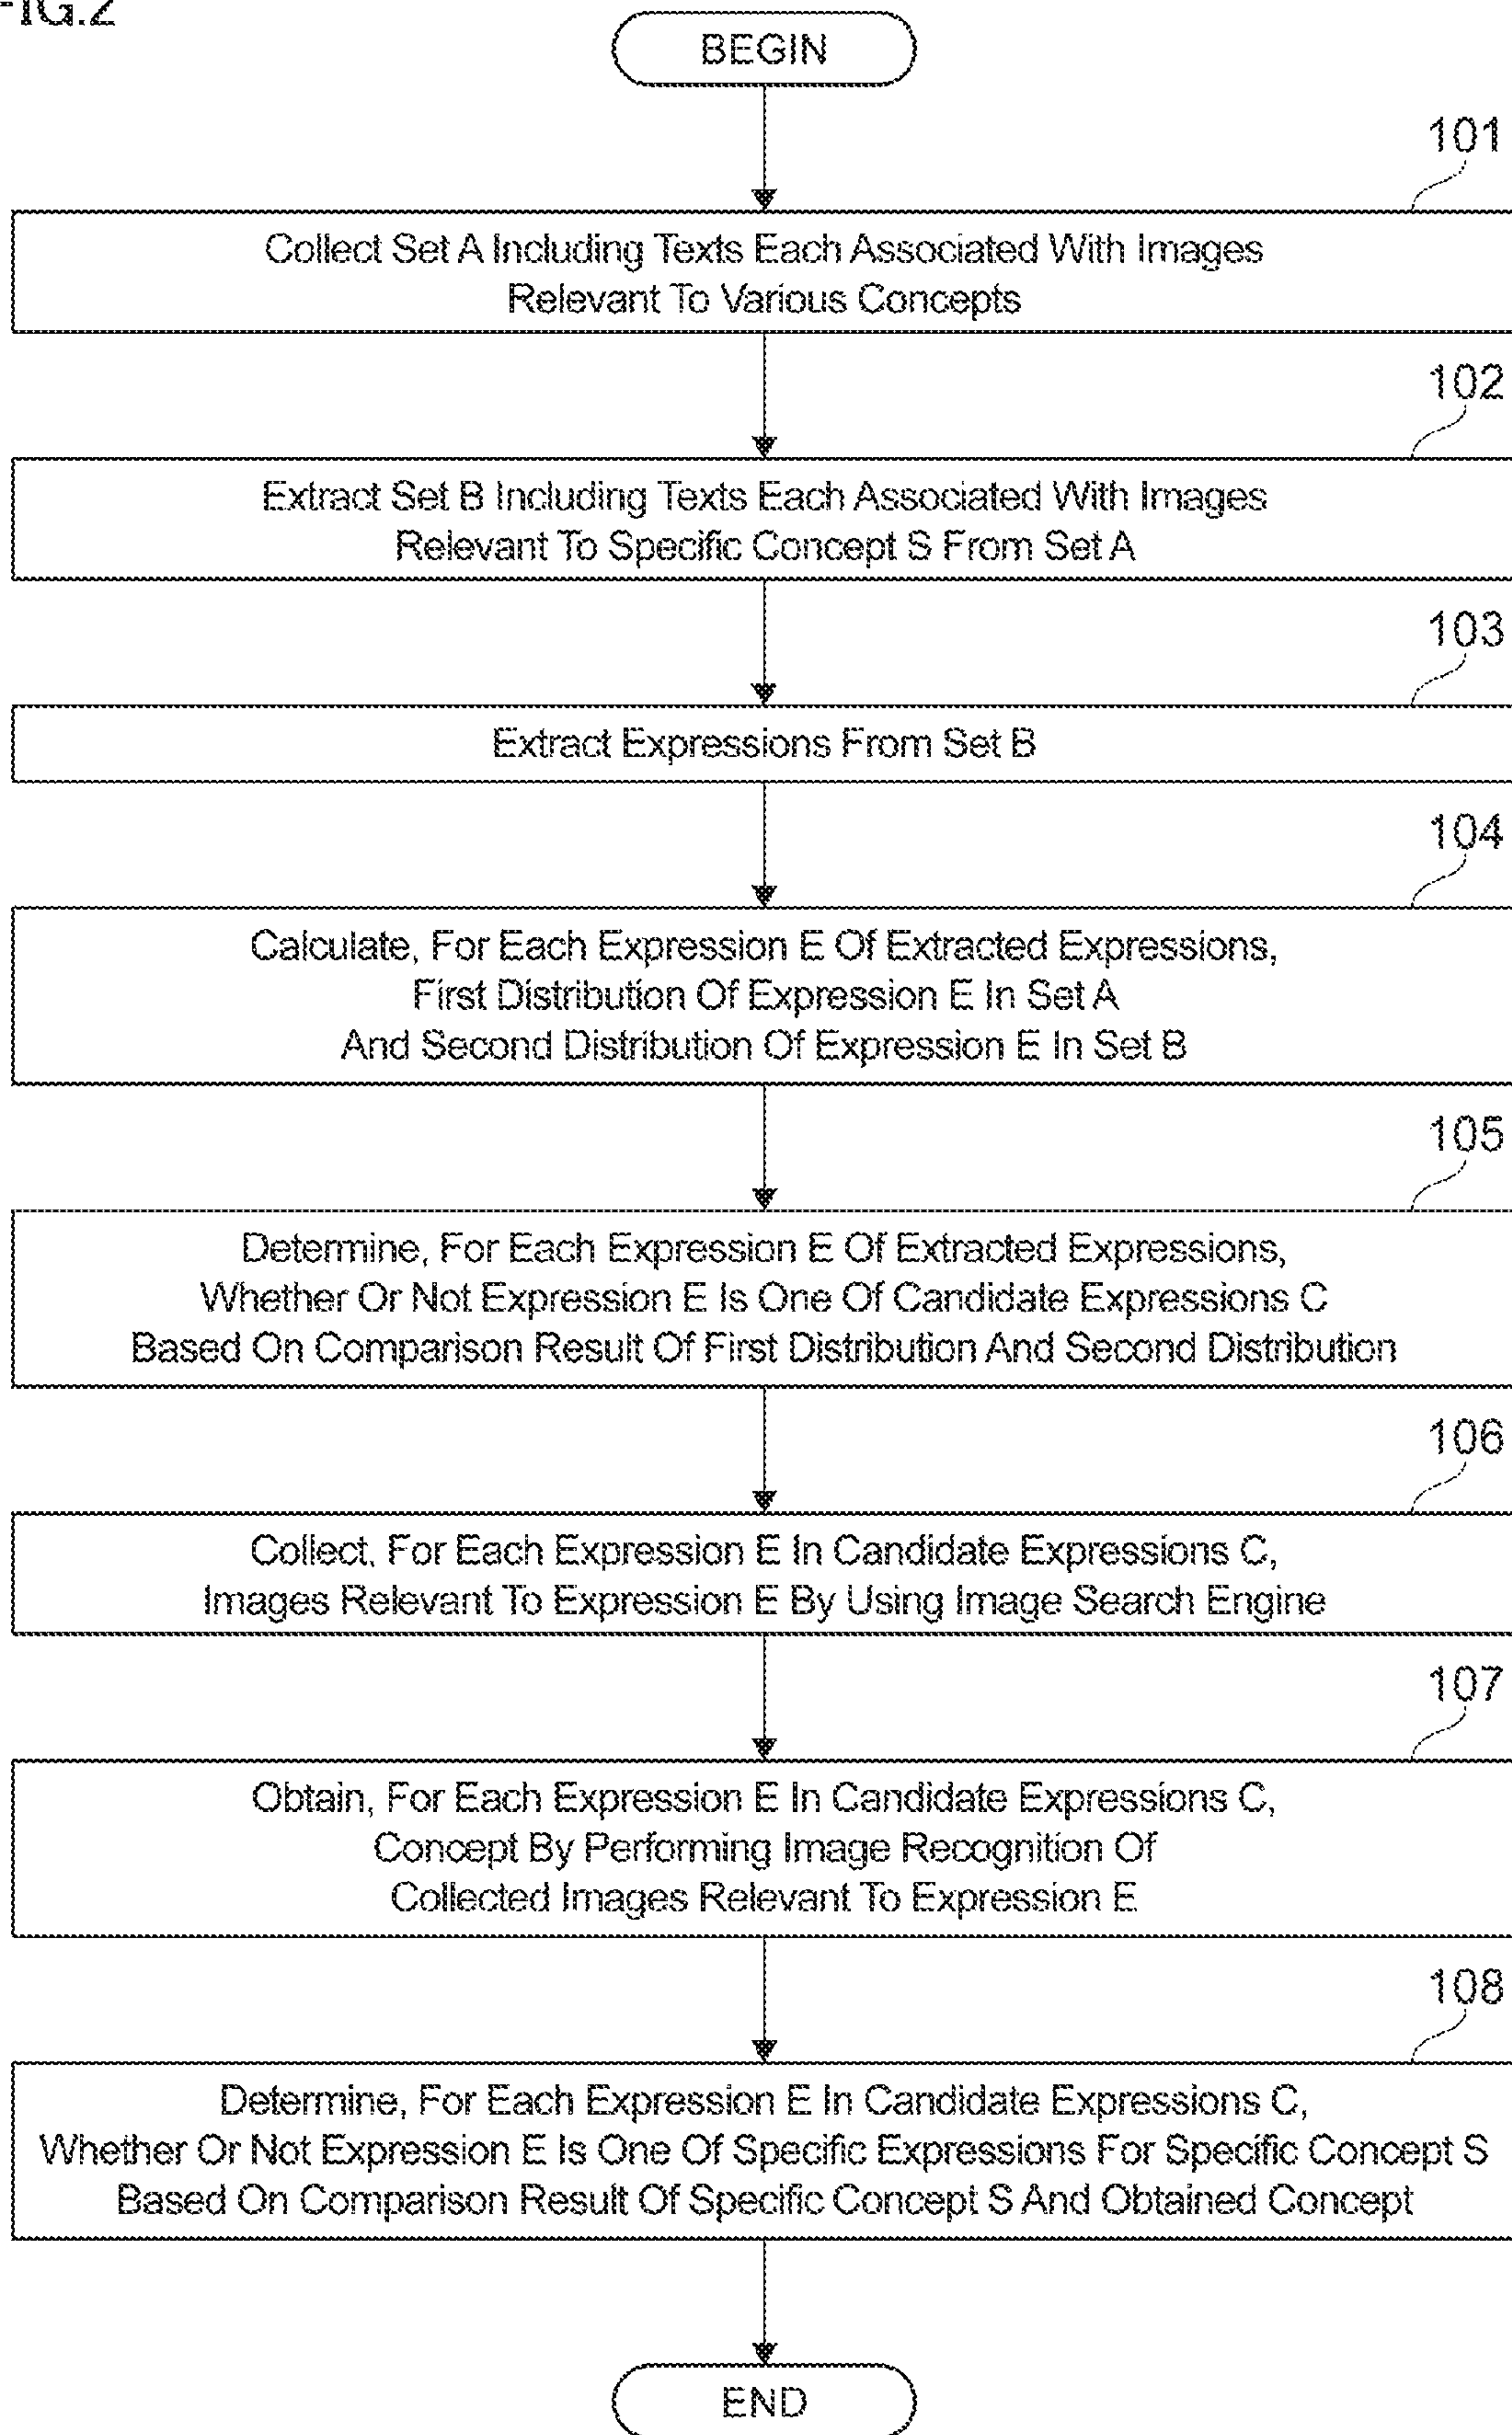 FIG.2
BEGIN
101
Collect Set A Including Texts Each Associated With Images
Relevant To Various Concepts
102
Extract Set B Including Texts Each Associated With Images
Relevant To Specific Concept S From Set A
103
Extract Expressions From Set B
104
Calculate, For Each Expression E Of Extracted Expressions,
First Distribution Of Expression E In Set A
And Second Distribution Of Expression E In Set B
105
Determine, For Each Expression E Of Extracted Expressions,
Whether Or Not Expression E Is One Of Candidate Expressions C
Based On Comparison Result Of First Distribution And Second Distribution
106
Collect, For Each Expression E In Candidate Expressions C,
Images Relevant To Expression E By Using Image Search Engine
107
Obtain, For Each Expression E In Candidate Expressions C,
Concept By Performing Image Recognition Of
Collected Images Relevant To Expression E
108
Determine, For Each Expression E In Candidate Expressions C,
Whether Or Not Expression E Is One Of Specific Expressions For Specific Concept S
Based On Comparison Result Of Specific Concept S And Obtained Concept
END